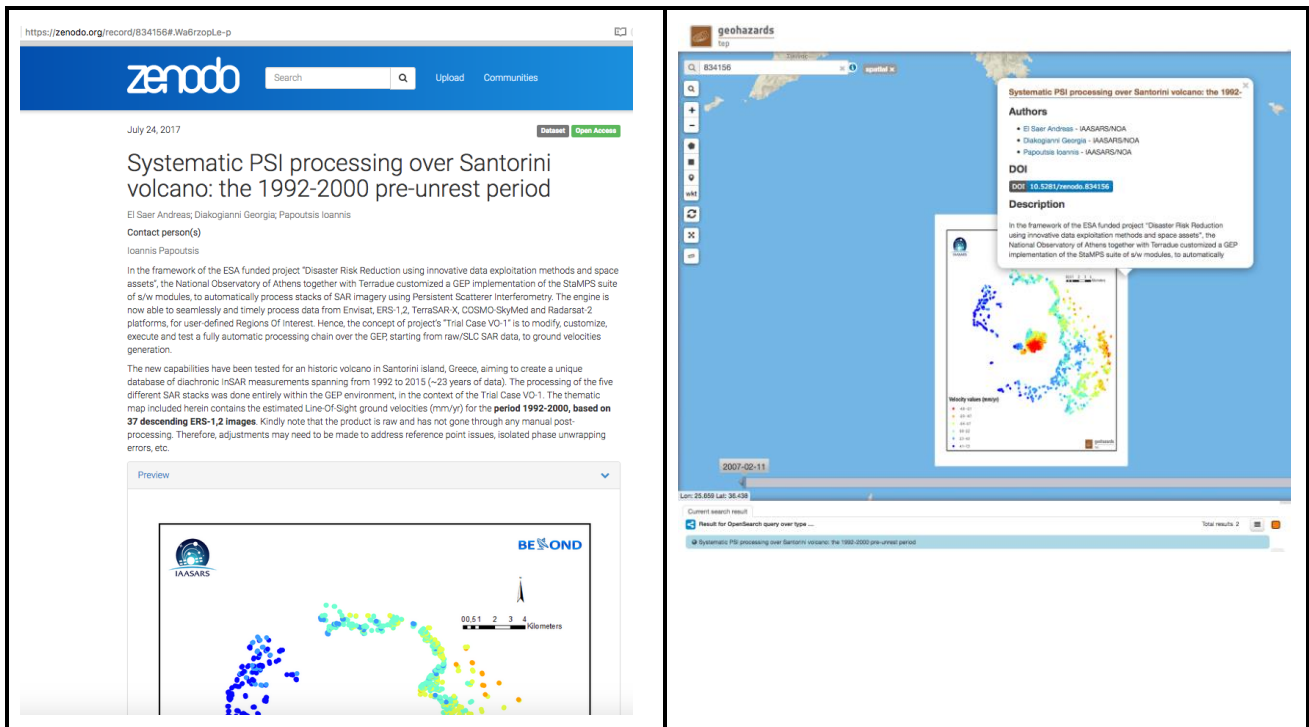 https://zenodo.org/record/834156#.Wa6rzopLe-p
zenodo
Search
Upload
Communities
July 24, 2017
Dataset
Open Access
Systematic PSI processing over Santorini
volcano: the 1992-2000 pre-unrest period
El Saer Andreas; Diakogianni Georgia; Papoutsis Ioannis
Contact person(s)
Ioannis Papoutsis
In the framework of the ESA funded project "Disaster Risk Reduction using innovative data exploitation methods and space
assets", the National Observatory of Athens together with Terradue customized a GEP implementation of the StaMPS suite
of s/w modules, to automatically process stacks of SAR imagery using Persistent Scatterer Interferometry. The engine is
now able to seamlessly and timely process data from Envisat, ERS-1,2, TerraSAR-X, COSMO-SkyMed and Radarsat-2
platforms, for user-defined Regions Of Interest. Hence, the concept of project's "Trial Case VO-1" is to modify, customize,
execute and test a fully automatic processing chain over the GEP, starting from raw/SLC SAR data, to ground velocities
generation.
The new capabilities have been tested for an historic volcano in Santorini island, Greece, aiming to create a unique
database of diachronic InSAR measurements spanning from 1992 to 2015 (~23 years of data). The processing of the five
different SAR stacks was done entirely within the GEP environment, in the context of the Trial Case VO-1. The thematic
map included herein contains the estimated Line-Of-Sight ground velocities (mm/yr) for the period 1992-2000, based on
37 descending ERS-1,2 images. Kindly note that the product is raw and has not gone through any manual post-
processing. Therefore, adjustments may need to be made to address reference point issues, isolated phase unwrapping
errors, etc.
Preview
IAASARS
BEYOND
00,51 2 3 4
Kilometers
geohazards
tep
834156
spatial x
wkt
Systematic PSI processing over Santorini volcano: the 1992-
Authors
• El Saer Andreas - IAASARS/NOA
• Diakogianni Georgia - IAASARS/NOA
• Papoutsis Ioannis - IAASARS/NOA
DOI
DOI 10.5281/zenodo.834156
Description
In the framework of the ESA funded project "Disaster Risk Reduction
using innovative data exploitation methods and space assets", the
National Observatory of Athens together with Terradue customized a GEP
implementation of the StaMPS suite of s/w modules, to automatically
Velocity values (mm/yr)
geohazards
2007-02-11
Lon: 25.659 Lat: 36.438
Current search result
Result for OpenSearch query over type ...
Total results 2
Systematic PSI processing over Santorini volcano: the 1992-2000 pre-unrest period